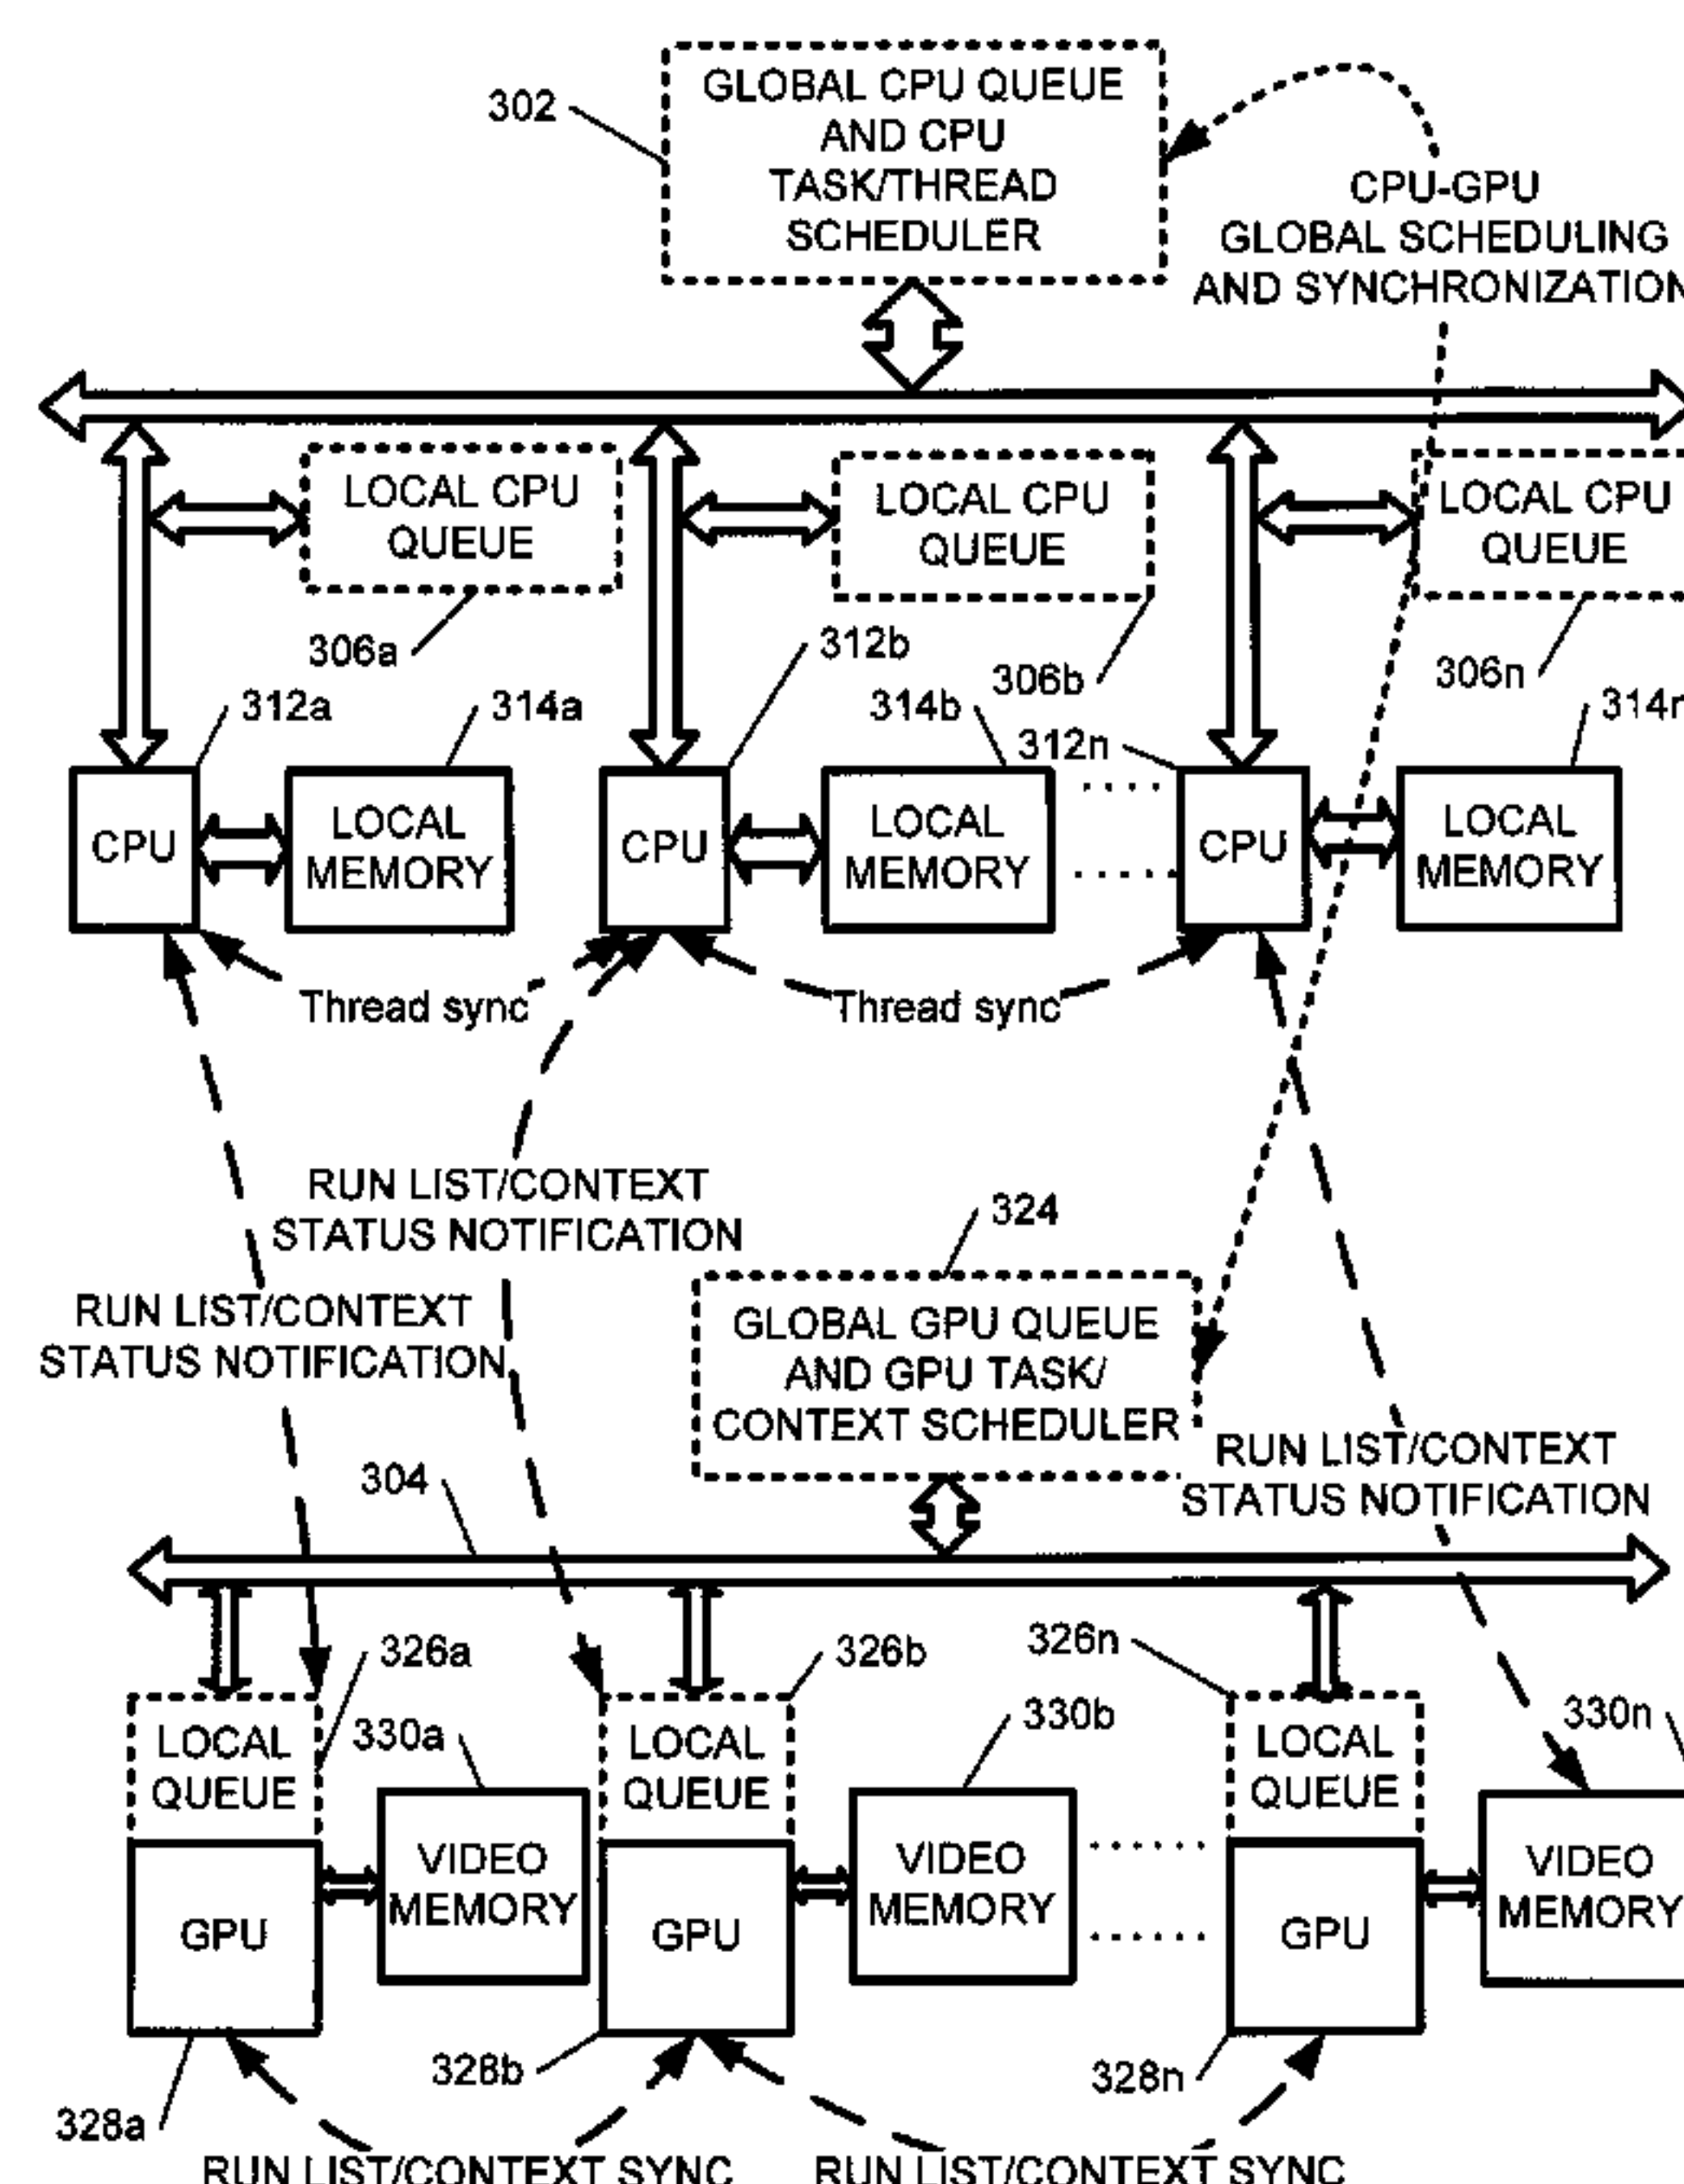 302
GLOBAL CPU QUEUE
AND CPU
TASK/THREAD
SCHEDULER
CPU-GPU
GLOBAL SCHEDULING
AND SYNCHRONIZATION
LOCAL CPU
QUEUE
LOCAL CPU
QUEUE
LOCAL CPU
QUEUE
306a
312b
306b
306n
312a
314a
314b
312n
314n
CPU
LOCAL
MEMORY
CPU
LOCAL
MEMORY
CPU
LOCAL
MEMORY
Thread sync
Thread sync
RUN LIST/CONTEXT
STATUS NOTIFICATION
324
RUN LIST/CONTEXT
STATUS NOTIFICATION
GLOBAL GPU QUEUE
AND GPU TASK/
CONTEXT SCHEDULER
RUN LIST/CONTEXT
STATUS NOTIFICATION
304
326a
326b
326n
330a
330b
330n
LOCAL
QUEUE
LOCAL
QUEUE
LOCAL
QUEUE
VIDEO
MEMORY
VIDEO
MEMORY
VIDEO
MEMORY
GPU
GPU
GPU
328a
328b
328n
RUN LIST/CONTEXT SYNC
RUN LIST/CONTEXT SYNC